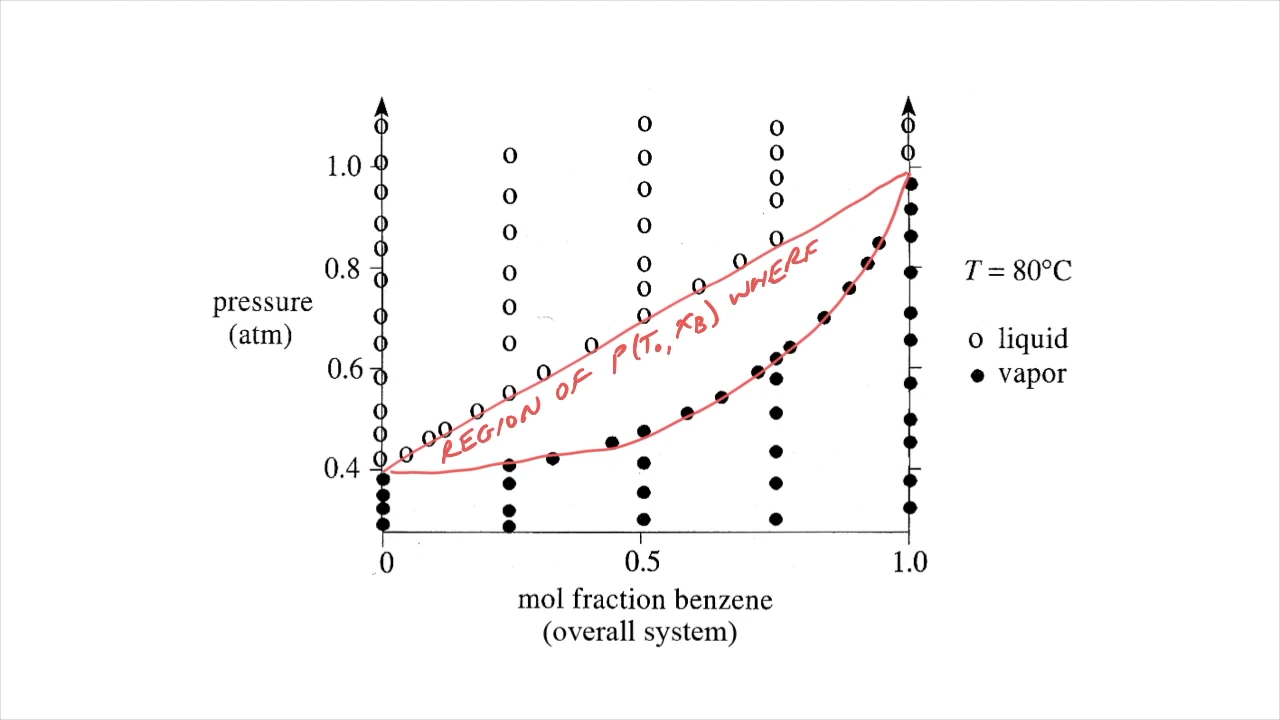 1.0
0.8
0.6
0.4
pressure
(atm)
REGION OF P(T₀, x_B) WHERE
T = 80°C
o liquid
● vapor
0 0.5 1.0
mol fraction benzene
(overall system)